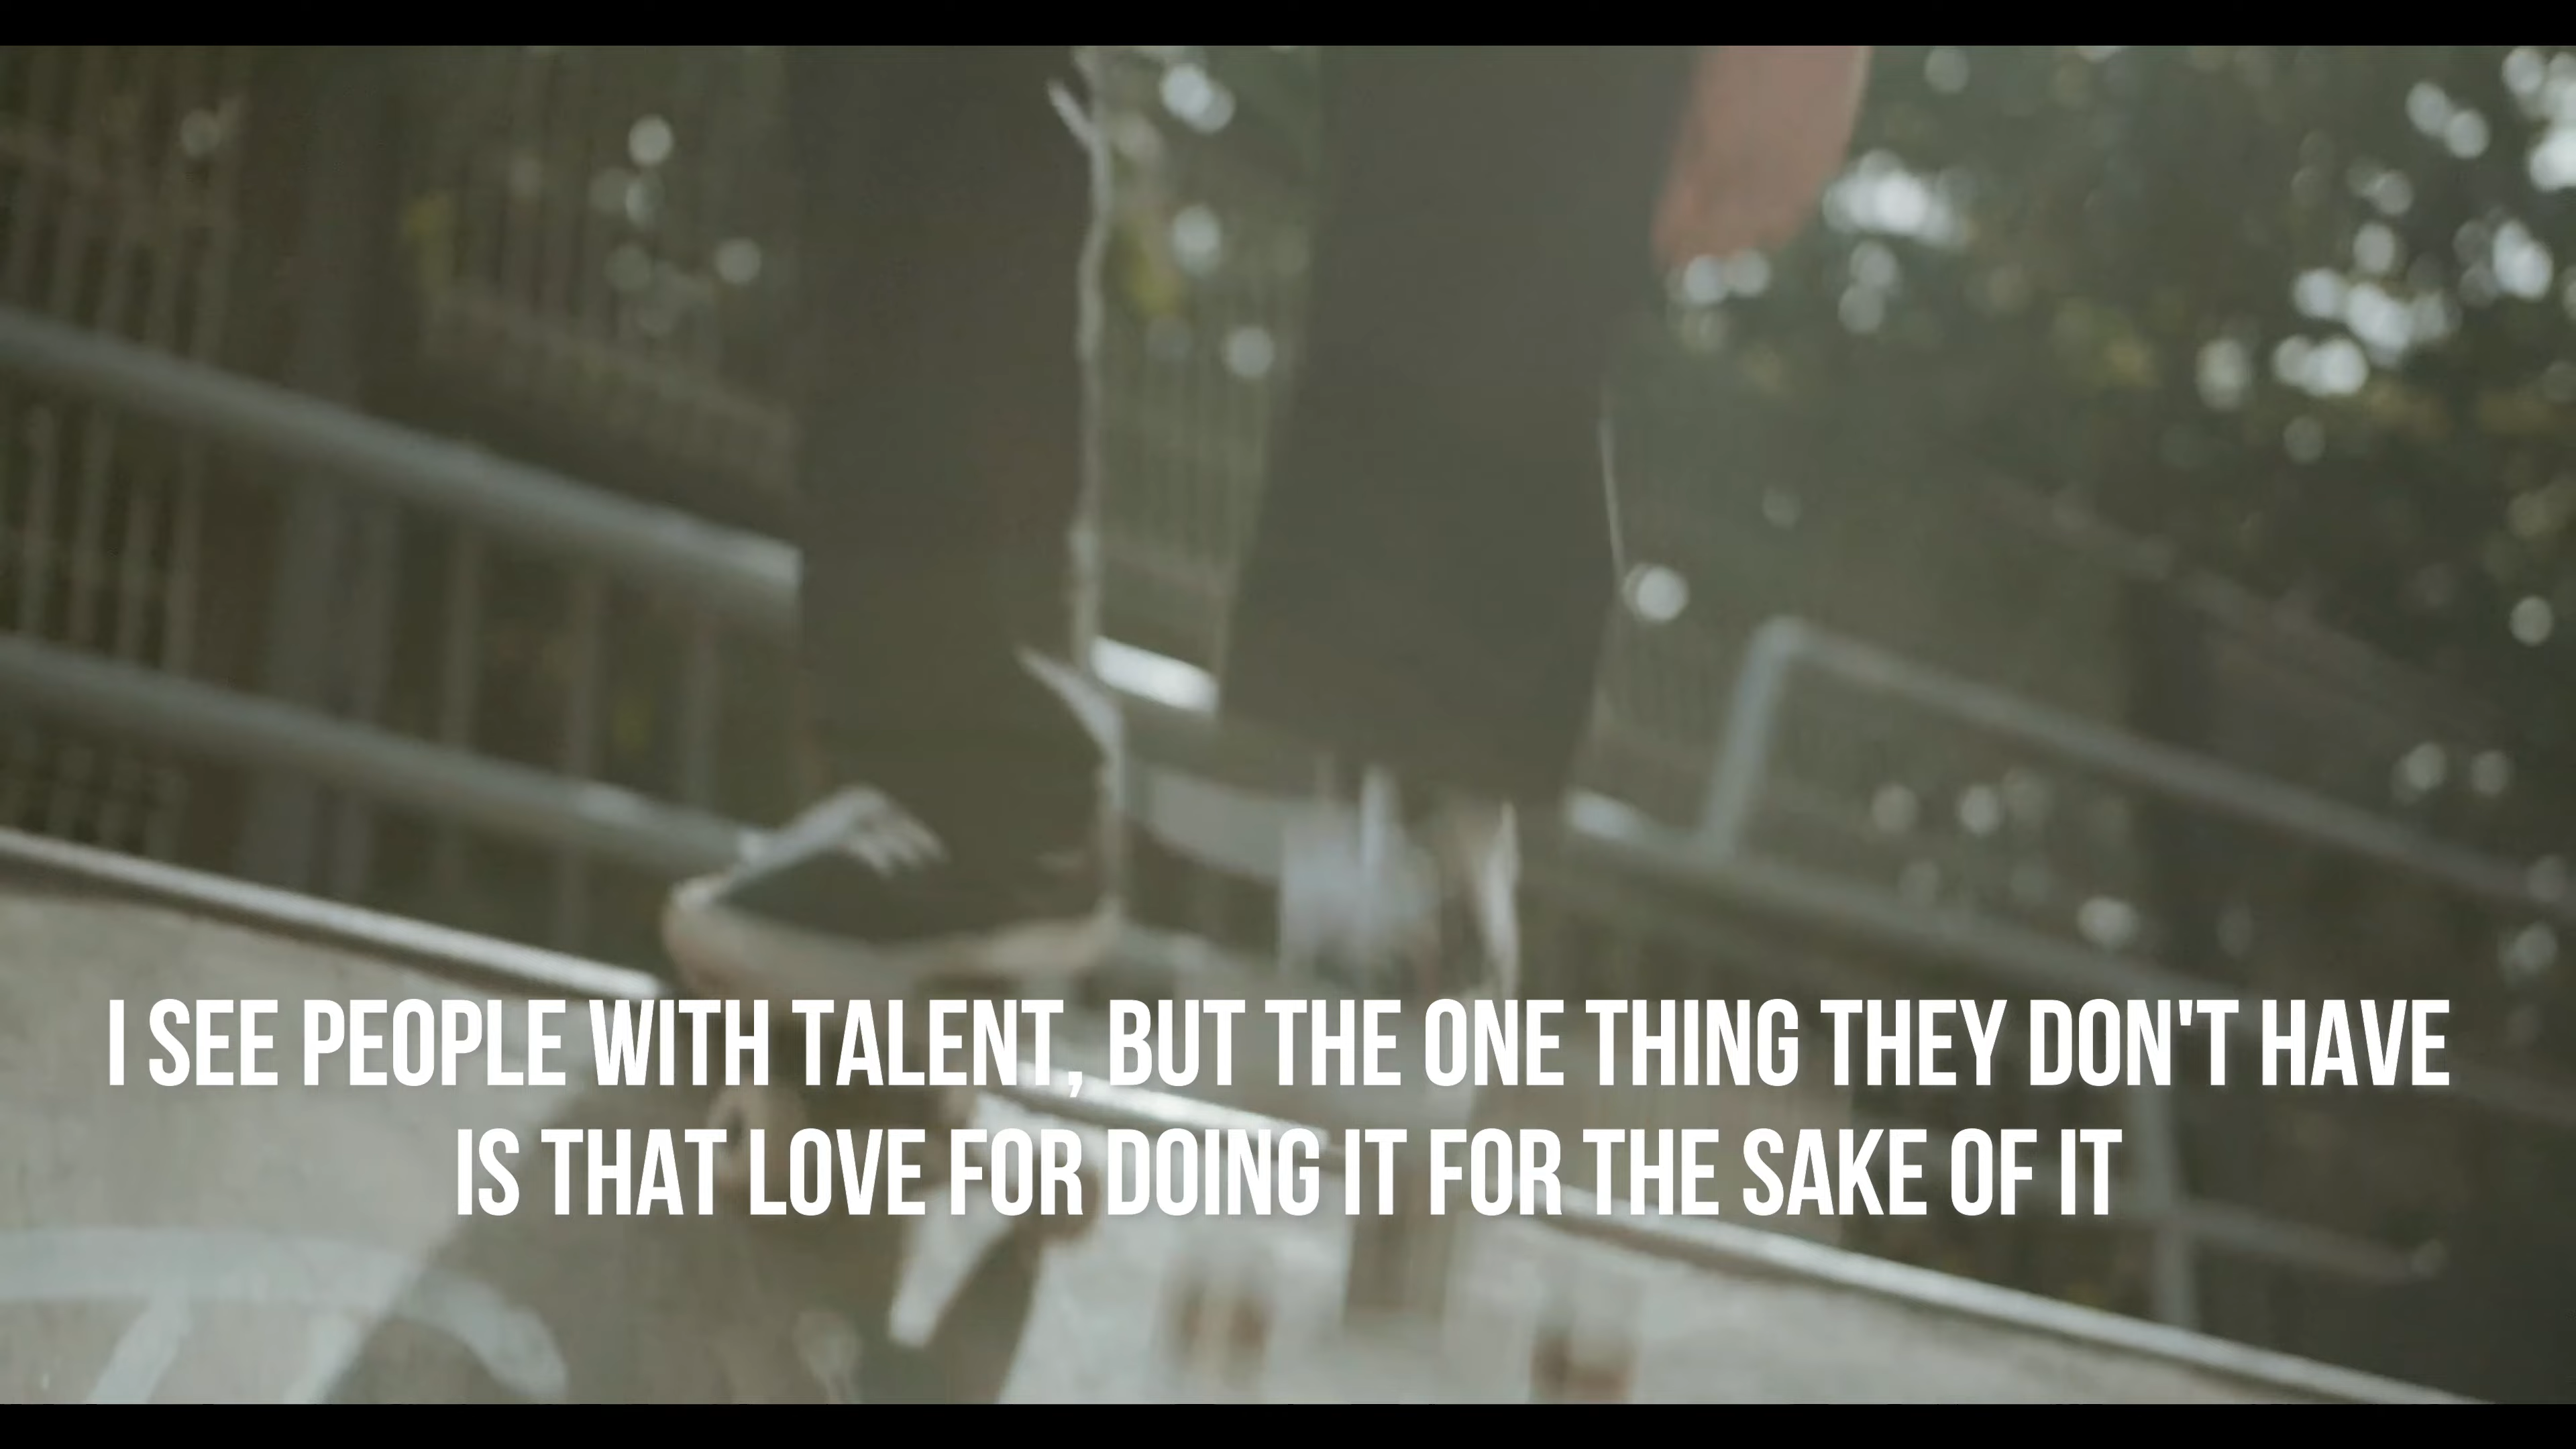 I SEE PEOPLE WITH TALENT, BUT THE ONE THING THEY DON'T HAVE
IS THAT LOVE FOR DOING IT FOR THE SAKE OF IT